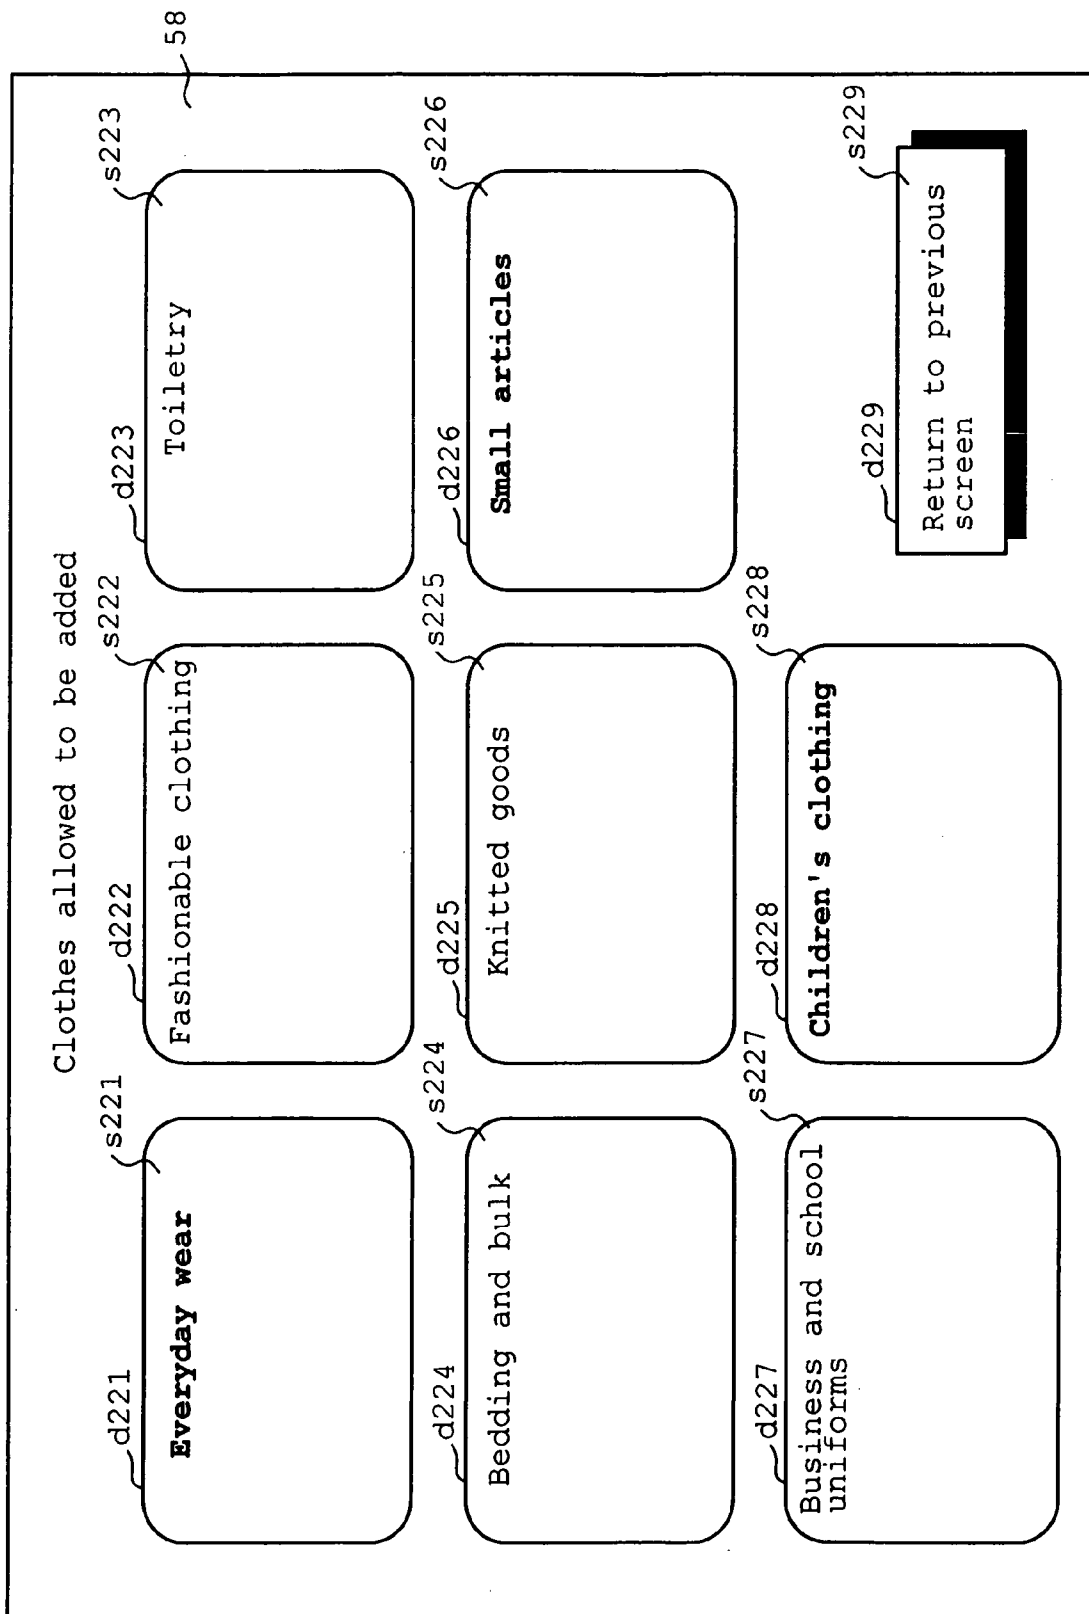 Clothes allowed to be added
58
d221
s221
Everyday wear
d222
s222
Fashionable clothing
d223
s223
Toiletry
d224
s224
Bedding and bulk
d225
s225
Knitted goods
d226
s226
Small articles
d227
s227
Business and school
uniforms
d228
s228
Children's clothing
d229
s229
Return to previous
screen